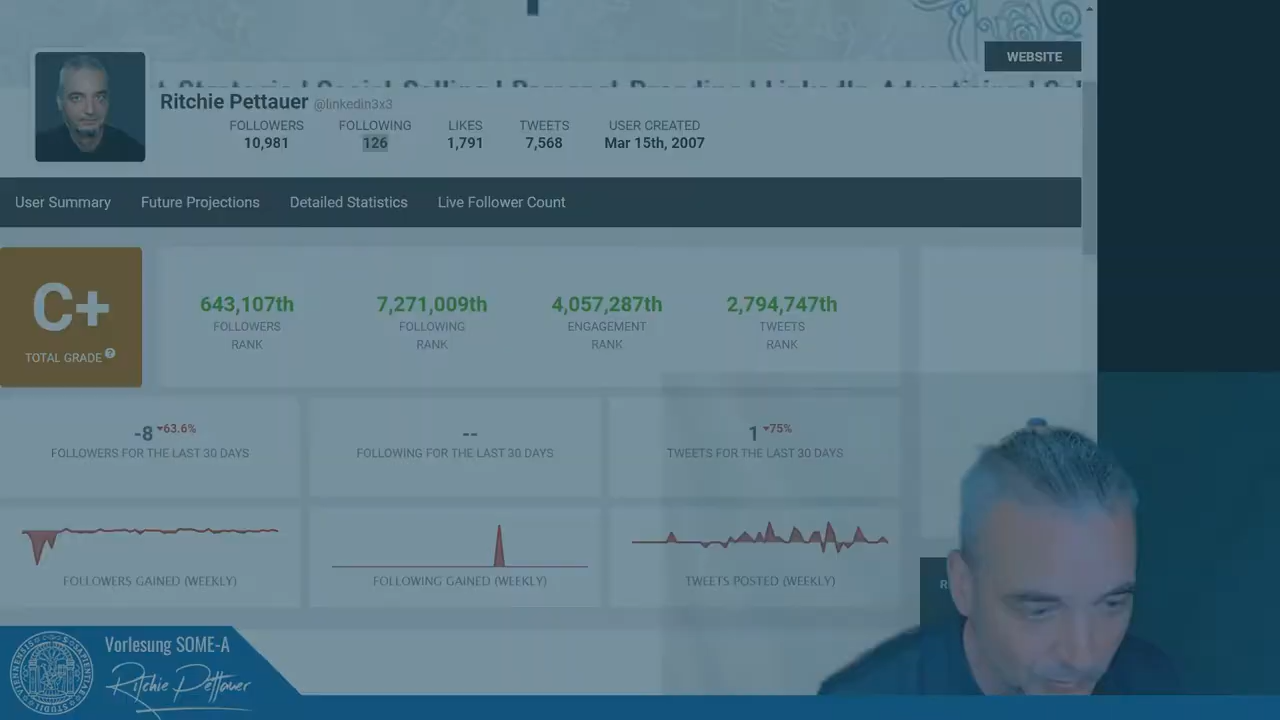 WEBSITE
Personal Branding
Ritchie Pettauer @linkedin3x3
FOLLOWERS FOLLOWING LIKES TWEETS USER CREATED
10,981 126 1,791 7,568 Mar 15th, 2007
User Summary Future Projections Detailed Statistics Live Follower Count
C+
TOTAL GRADE ?
643,107th 7,271,009th 4,057,287th 2,794,747th
FOLLOWERS FOLLOWING ENGAGEMENT TWEETS
RANK RANK RANK RANK
-8 63.6% -- 1 75%
FOLLOWERS FOR THE LAST 30 DAYS FOLLOWING FOR THE LAST 30 DAYS TWEETS FOR THE LAST 30 DAYS
FOLLOWERS GAINED (WEEKLY) FOLLOWING GAINED (WEEKLY) TWEETS POSTED (WEEKLY)
Vorlesung SOME-A
Ritchie Pettauer